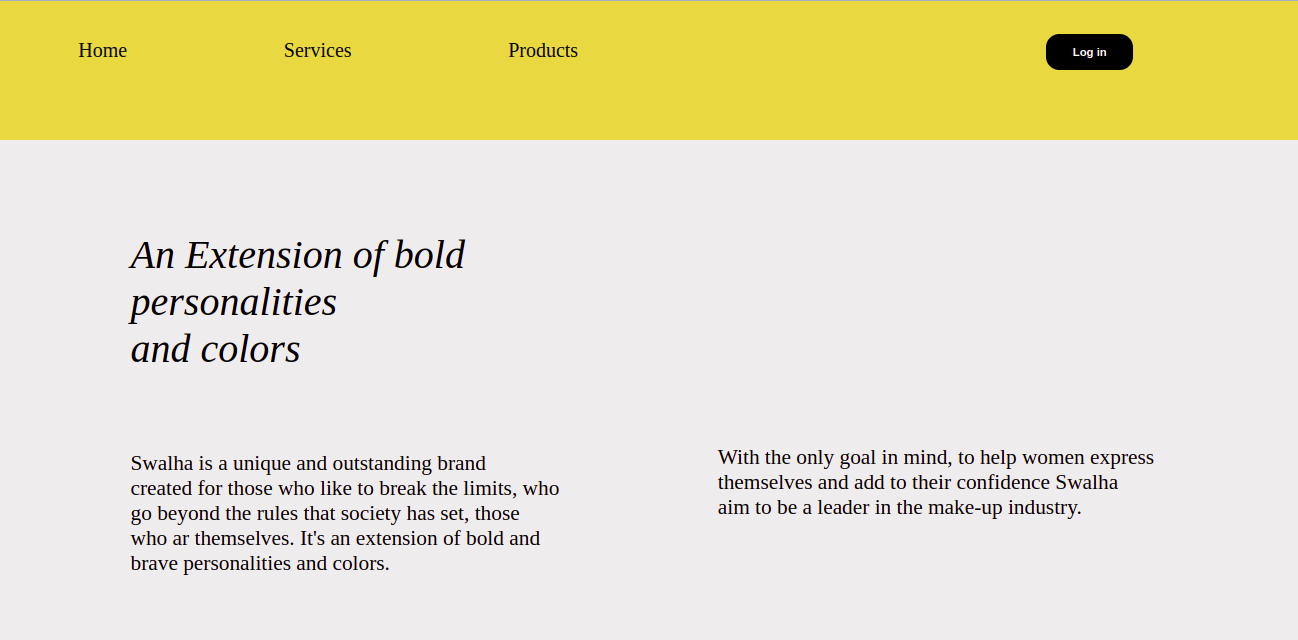 Home
Services
Products
Log in
An Extension of bold
personalities
and colors
Swalha is a unique and outstanding brand
created for those who like to break the limits, who
go beyond the rules that society has set, those
who ar themselves. It's an extension of bold and
brave personalities and colors.
With the only goal in mind, to help women express
themselves and add to their confidence Swalha
aim to be a leader in the make-up industry.